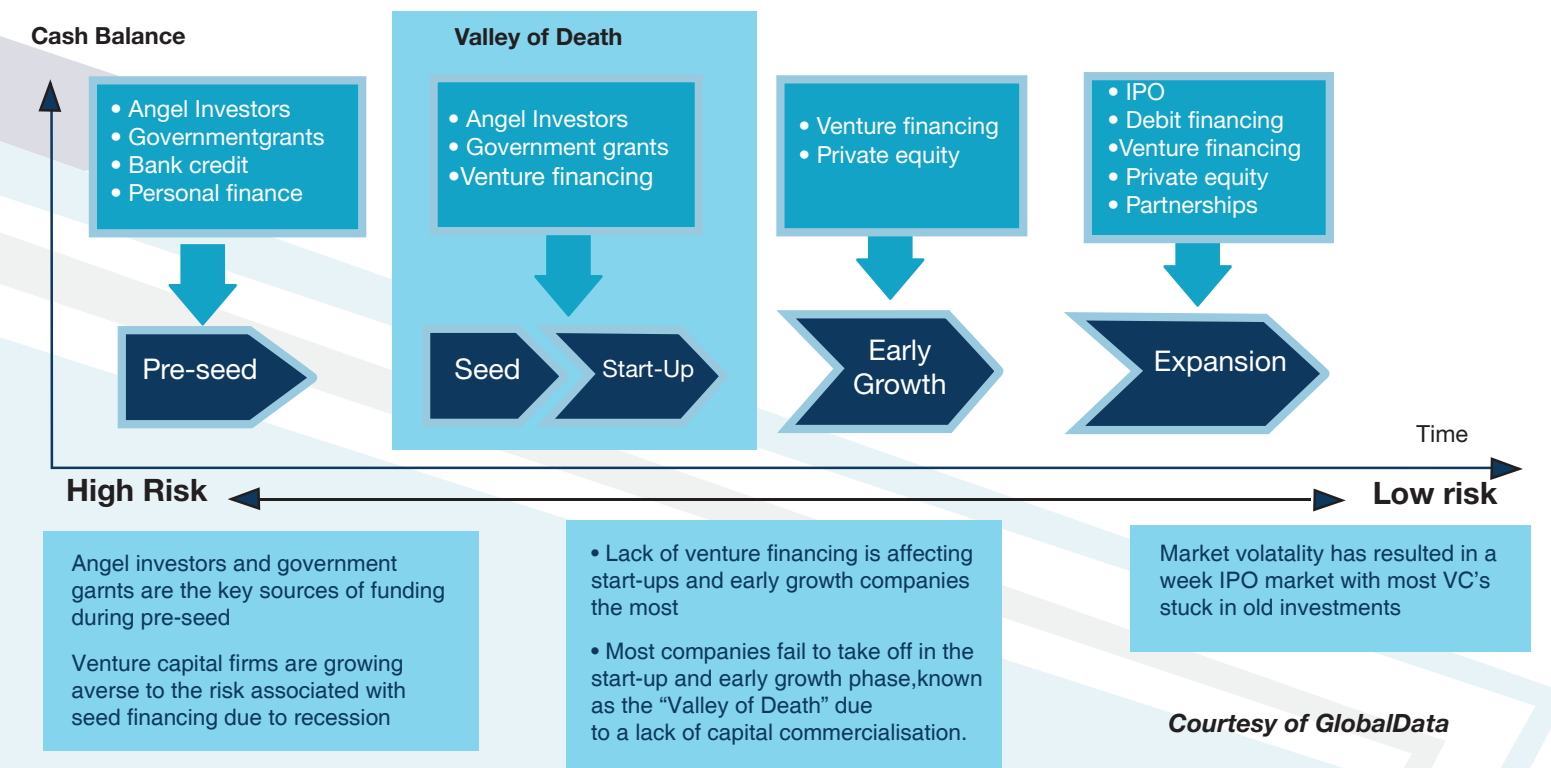 Cash Balance
Valley of Death
• Angel Investors
• Governmentgrants
• Bank credit
• Personal finance
• Angel Investors
• Government grants
•Venture financing
• Venture financing
• Private equity
• IPO
• Debit financing
•Venture financing
• Private equity
• Partnerships
Pre-seed
Seed
Start-Up
Early
Growth
Expansion
Time
High Risk
Low risk
Angel investors and government
garnts are the key sources of funding
during pre-seed
Venture capital firms are growing
averse to the risk associated with
seed financing due to recession
• Lack of venture financing is affecting
start-ups and early growth companies
the most
• Most companies fail to take off in the
start-up and early growth phase,known
as the “Valley of Death” due
to a lack of capital commercialisation.
Market volatality has resulted in a
week IPO market with most VC’s
stuck in old investments
Courtesy of GlobalData